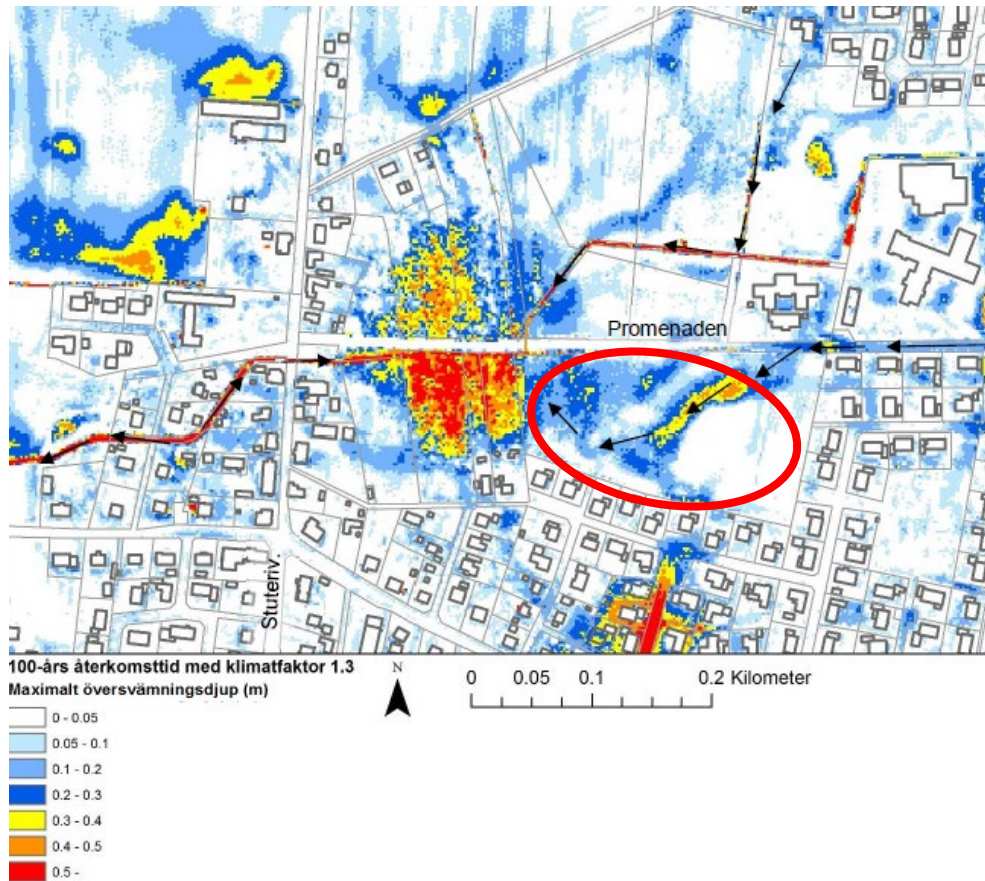 Promenaden
Stuteriv.
100-års återkomsttid med klimatfaktor 1.3
Maximalt översvämningsdjup (m)
0 - 0.05
0.05 - 0.1
0.1 - 0.2
0.2 - 0.3
0.3 - 0.4
0.4 - 0.5
0.5 -
N
0 0.05 0.1 0.2 Kilometer